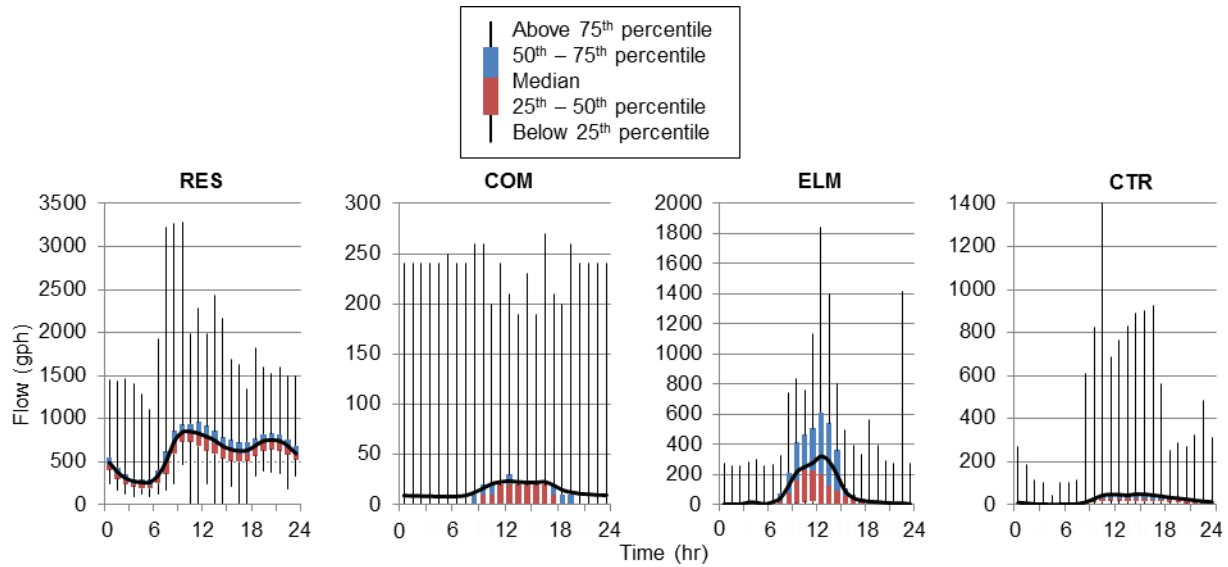 Above 75th percentile
50th – 75th percentile
Median
25th – 50th percentile
Below 25th percentile
RES
COM
ELM
CTR
Flow (gph)
3500
3000
2500
2000
1500
1000
500
0
0 6 12 18 24
300
250
200
150
100
50
0
0 6 12 18 24
2000
1800
1600
1400
1200
1000
800
600
400
200
0
0 6 12 18 24
1400
1200
1000
800
600
400
200
0
0 6 12 18 24
Time (hr)